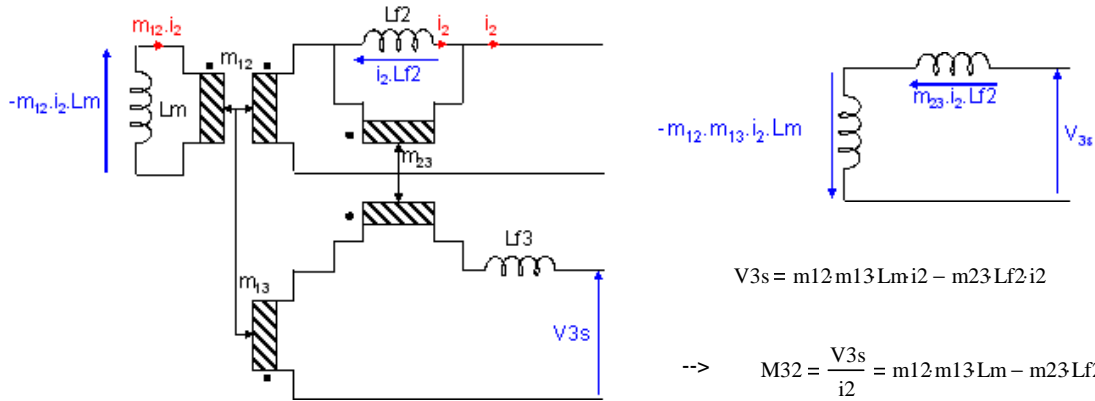 m12.i2
Lf2
i2
i2
m12
i2.Lf2
-m12.i2.Lm
Lm
m23
Lf3
m13
V3s
m23.i2.Lf2
-m12.m13.i2.Lm
V3s
V3s = m12·m13·Lm·i2 − m23·Lf2·i2
--> M32 = V3s / i2 = m12·m13·Lm − m23·Lf2